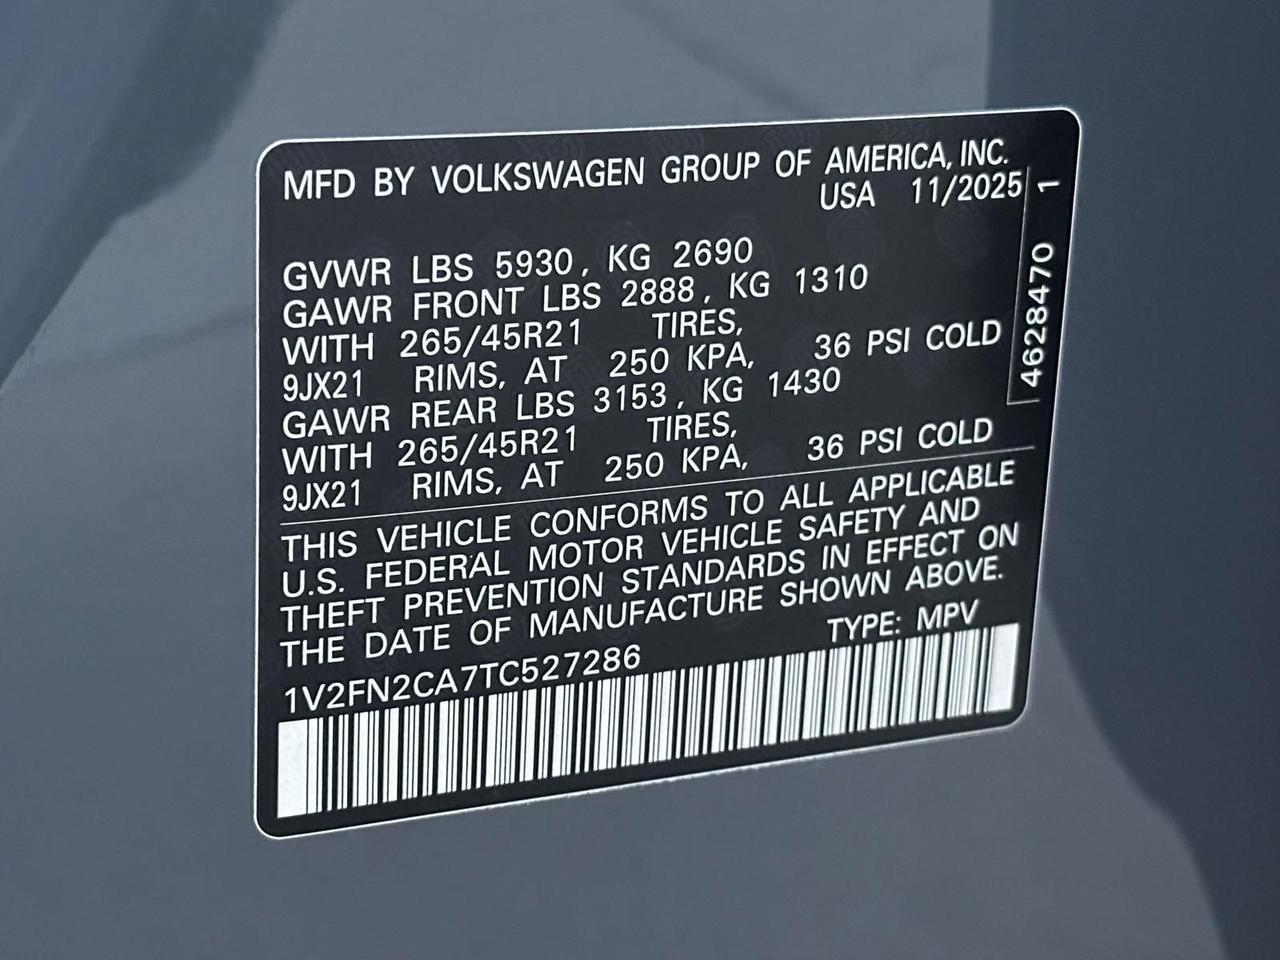 MFD BY VOLKSWAGEN GROUP OF AMERICA, INC.
USA 11/2025
GVWR LBS 5930, KG 2690
GAWR FRONT LBS 2888, KG 1310
WITH 265/45R21 TIRES,
9JX21 RIMS, AT 250 KPA, 36 PSI COLD
GAWR REAR LBS 3153, KG 1430
WITH 265/45R21 TIRES,
9JX21 RIMS, AT 250 KPA, 36 PSI COLD
THIS VEHICLE CONFORMS TO ALL APPLICABLE
U.S. FEDERAL MOTOR VEHICLE SAFETY AND
THEFT PREVENTION STANDARDS IN EFFECT ON
THE DATE OF MANUFACTURE SHOWN ABOVE.
TYPE: MPV
1V2FN2CA7TC527286
4628470 1